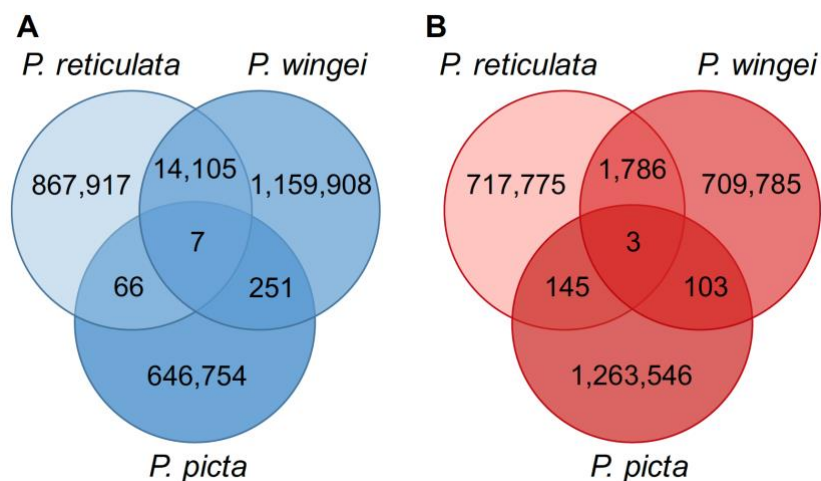 A
B
P. reticulata P. wingei
P. reticulata P. wingei
867,917 14,105 1,159,908
7
66 251
646,754
P. picta
717,775 1,786 709,785
3
145 103
1,263,546
P. picta